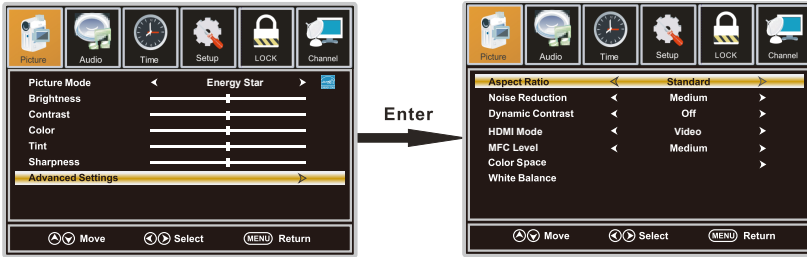 Picture Audio Time Setup LOCK Channel
Picture Mode Energy Star
Brightness
Contrast
Color
Tint
Sharpness
Advanced Settings
Move Select MENU Return
Enter
Picture Audio Time Setup LOCK Channel
Aspect Ratio Standard
Noise Reduction Medium
Dynamic Contrast Off
HDMI Mode Video
MFC Level Medium
Color Space
White Balance
Move Select MENU Return